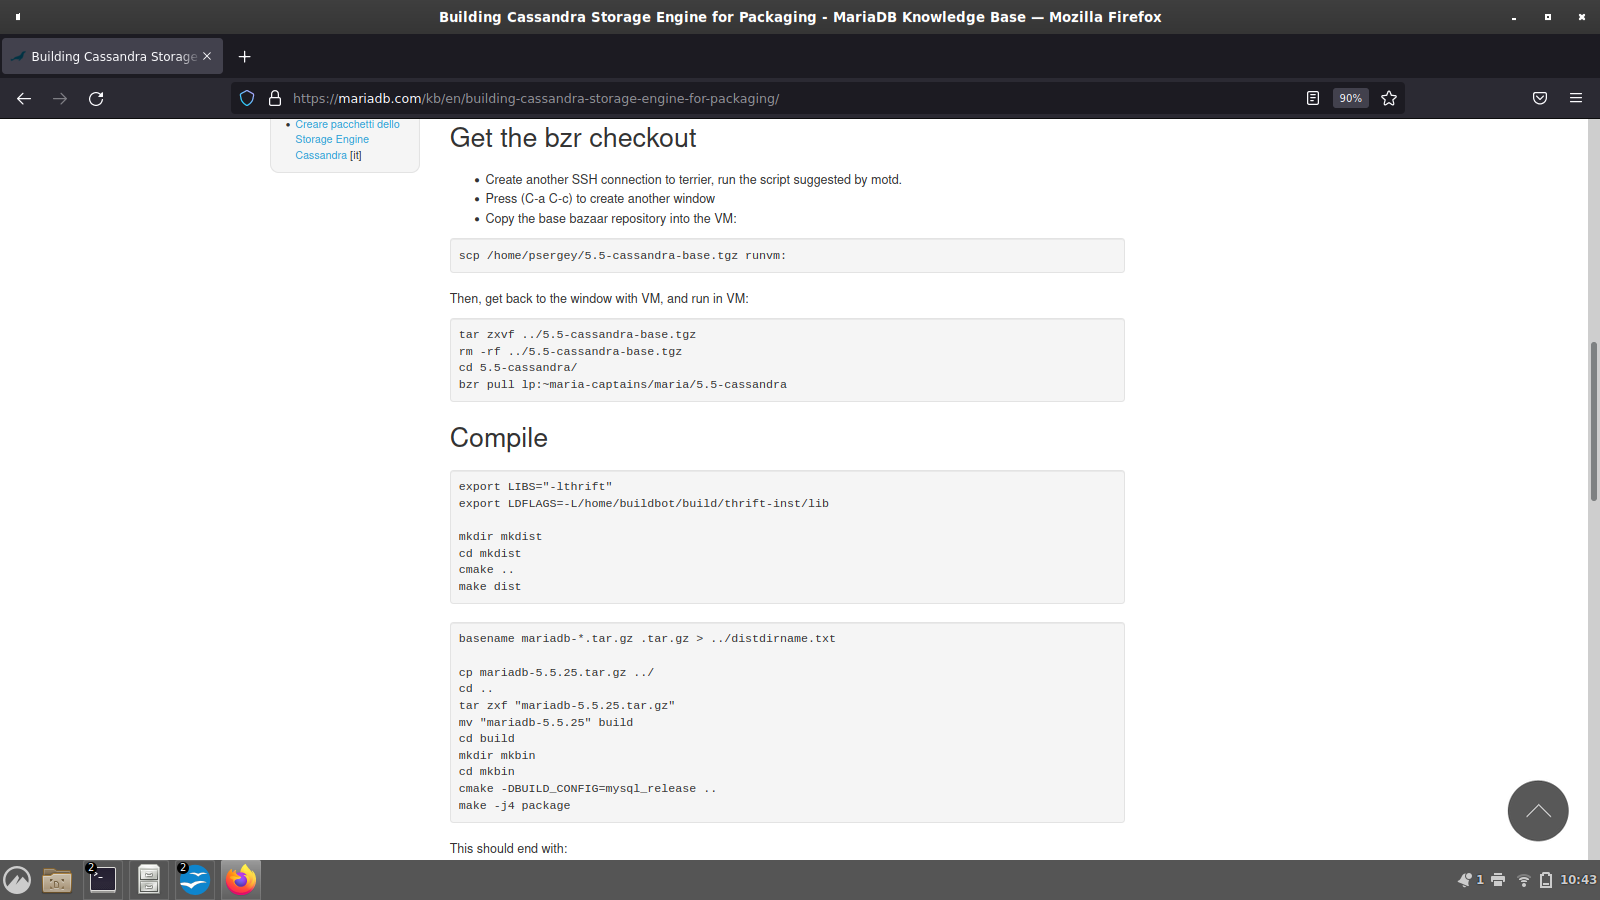 Building Cassandra Storage Engine for Packaging - MariaDB Knowledge Base — Mozilla Firefox
Building Cassandra Storage
https://mariadb.com/kb/en/building-cassandra-storage-engine-for-packaging/
90%
Creare pacchetti dello
Storage Engine
Cassandra [it]
Get the bzr checkout
Create another SSH connection to terrier, run the script suggested by motd.
Press (C-a C-c) to create another window
Copy the base bazaar repository into the VM:
scp /home/psergey/5.5-cassandra-base.tgz runvm:
Then, get back to the window with VM, and run in VM:
tar zxvf ../5.5-cassandra-base.tgz
rm -rf ../5.5-cassandra-base.tgz
cd 5.5-cassandra/
bzr pull lp:~maria-captains/maria/5.5-cassandra
Compile
export LIBS="-lthrift"
export LDFLAGS=-L/home/buildbot/build/thrift-inst/lib
mkdir mkdist
cd mkdist
cmake ..
make dist
basename mariadb-*.tar.gz .tar.gz > ../distdirname.txt
cp mariadb-5.5.25.tar.gz ../
cd ..
tar zxf "mariadb-5.5.25.tar.gz"
mv "mariadb-5.5.25" build
cd build
mkdir mkbin
cd mkbin
cmake -DBUILD_CONFIG=mysql_release ..
make -j4 package
This should end with:
2
2
1
10:43